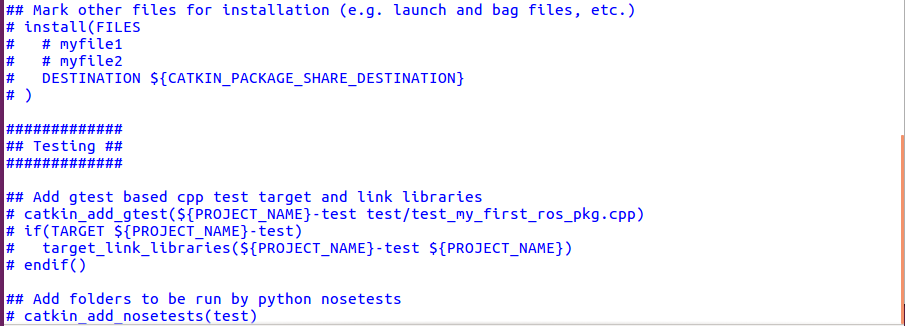 ## Mark other files for installation (e.g. launch and bag files, etc.)
# install(FILES
#   # myfile1
#   # myfile2
#   DESTINATION ${CATKIN_PACKAGE_SHARE_DESTINATION}
# )
#############
## Testing ##
#############
## Add gtest based cpp test target and link libraries
# catkin_add_gtest(${PROJECT_NAME}-test test/test_my_first_ros_pkg.cpp)
# if(TARGET ${PROJECT_NAME}-test)
#   target_link_libraries(${PROJECT_NAME}-test ${PROJECT_NAME})
# endif()
## Add folders to be run by python nosetests
# catkin_add_nosetests(test)